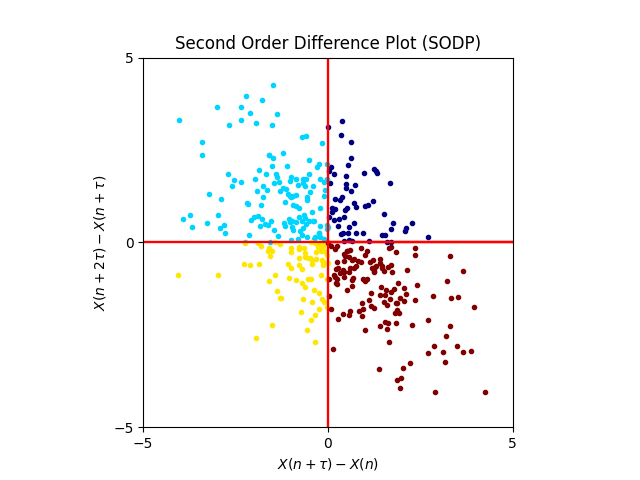 Second Order Difference Plot (SODP)
5
0
−5
X(n + 2τ) − X(n + τ)
−5
0
5
X(n + τ) − X(n)